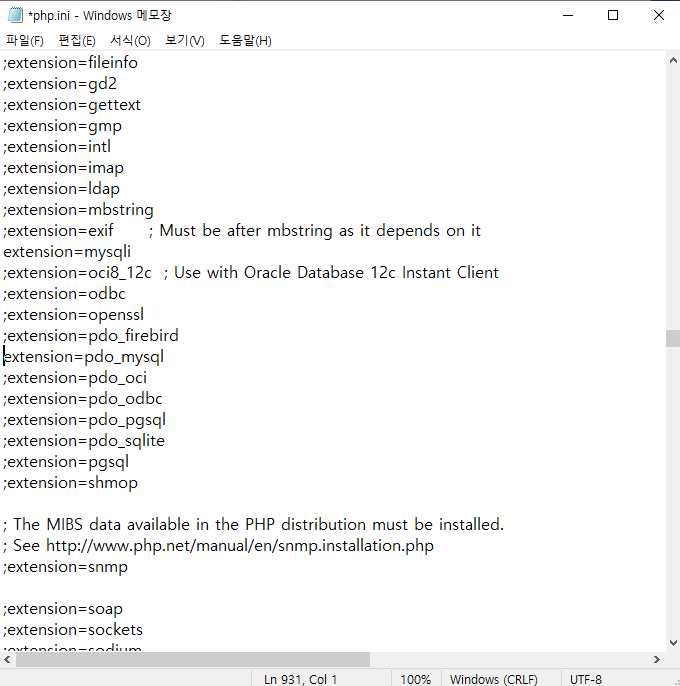 *php.ini - Windows 메모장
파일(F) 편집(E) 서식(O) 보기(V) 도움말(H)
;extension=fileinfo
;extension=gd2
;extension=gettext
;extension=gmp
;extension=intl
;extension=imap
;extension=ldap
;extension=mbstring
;extension=exif      ; Must be after mbstring as it depends on it
extension=mysqli
;extension=oci8_12c  ; Use with Oracle Database 12c Instant Client
;extension=odbc
;extension=openssl
;extension=pdo_firebird
extension=pdo_mysql
;extension=pdo_oci
;extension=pdo_odbc
;extension=pdo_pgsql
;extension=pdo_sqlite
;extension=pgsql
;extension=shmop
; The MIBS data available in the PHP distribution must be installed.
; See http://www.php.net/manual/en/snmp.installation.php
;extension=snmp
;extension=soap
;extension=sockets
;extension=sodium
Ln 931, Col 1 100% Windows (CRLF) UTF-8